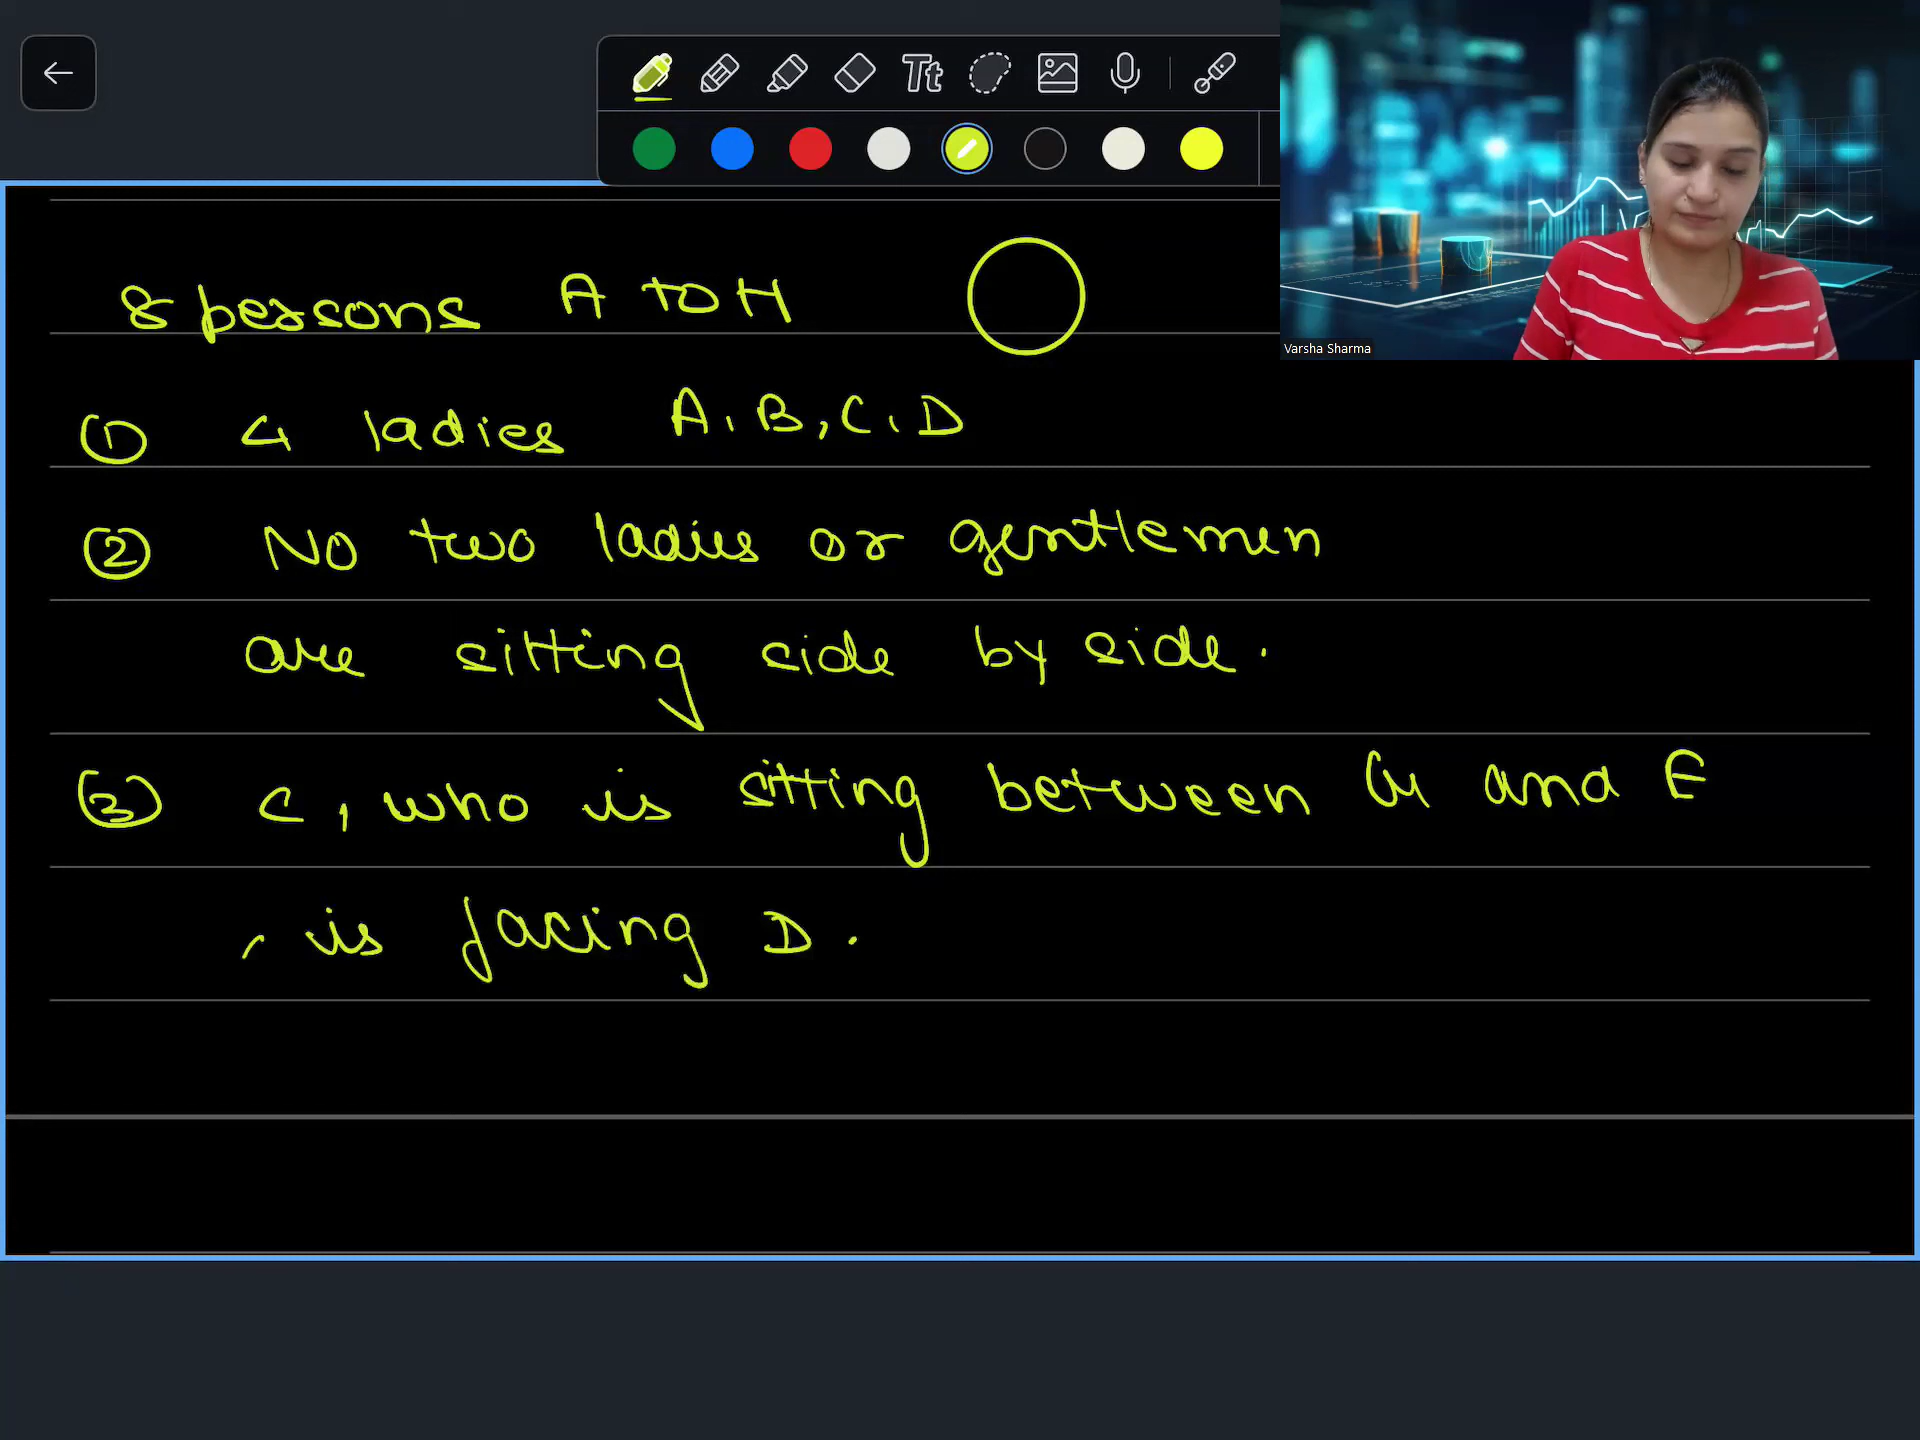 Tt
Varsha Sharma
8 persons A to H
(1) 4 ladies A, B, C, D
(2) No two ladies or gentlemen
are sitting side by side.
(3) C, who is sitting between G and E
, is facing D.